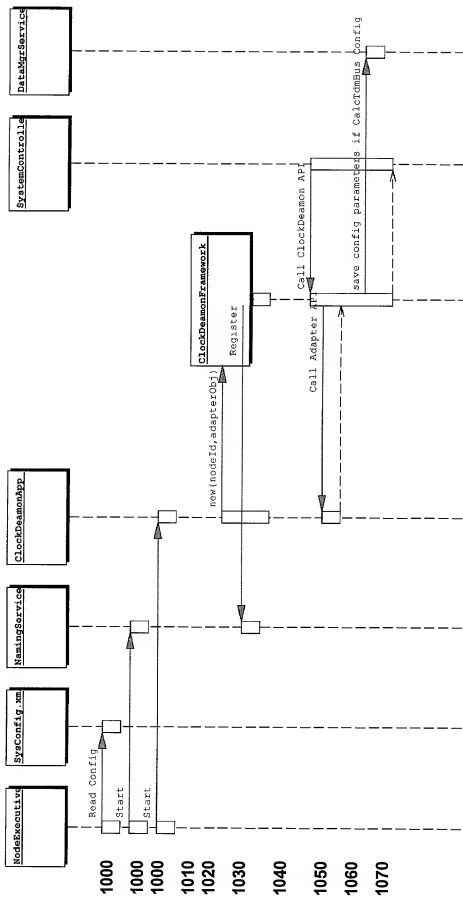 NodeExecutive
SysConfig.xm
NamingService
ClockDeamonApp
SystemControlle
DataMgrService
1000
Read Config
1000
Start
1000
Start
1010
1020
new(nodeId,adapterObj)
ClockDeamonFramework
1030
Register
1040
1050
Call ClockDeamon API
Call Adapter API
1060
1070
save config parameters if CalcTdmBus Config